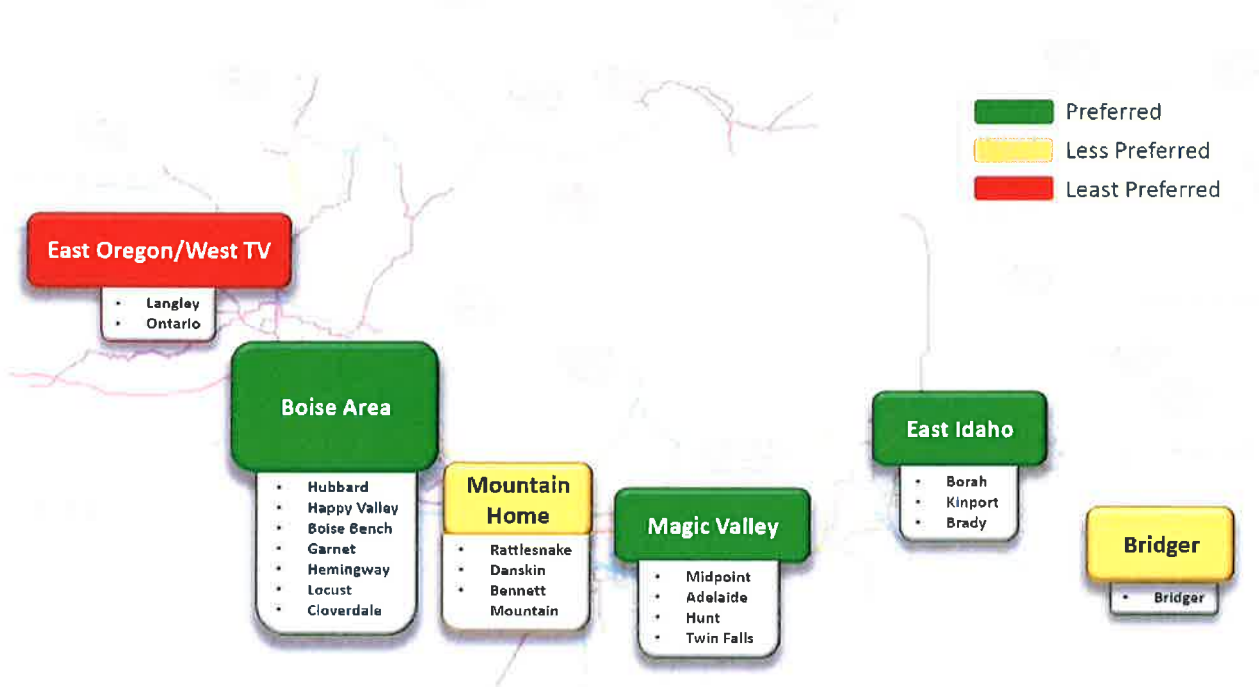 Preferred
Less Preferred
Least Preferred
East Oregon/West TV
• Langley
• Ontario
Boise Area
• Hubbard
• Happy Valley
• Boise Bench
• Garnet
• Hemingway
• Locust
• Cloverdale
Mountain
Home
• Rattlesnake
• Danskin
• Bennett
Mountain
Magic Valley
• Midpoint
• Adelaide
• Hunt
• Twin Falls
East Idaho
• Borah
• Kinport
• Brady
Bridger
• Bridger